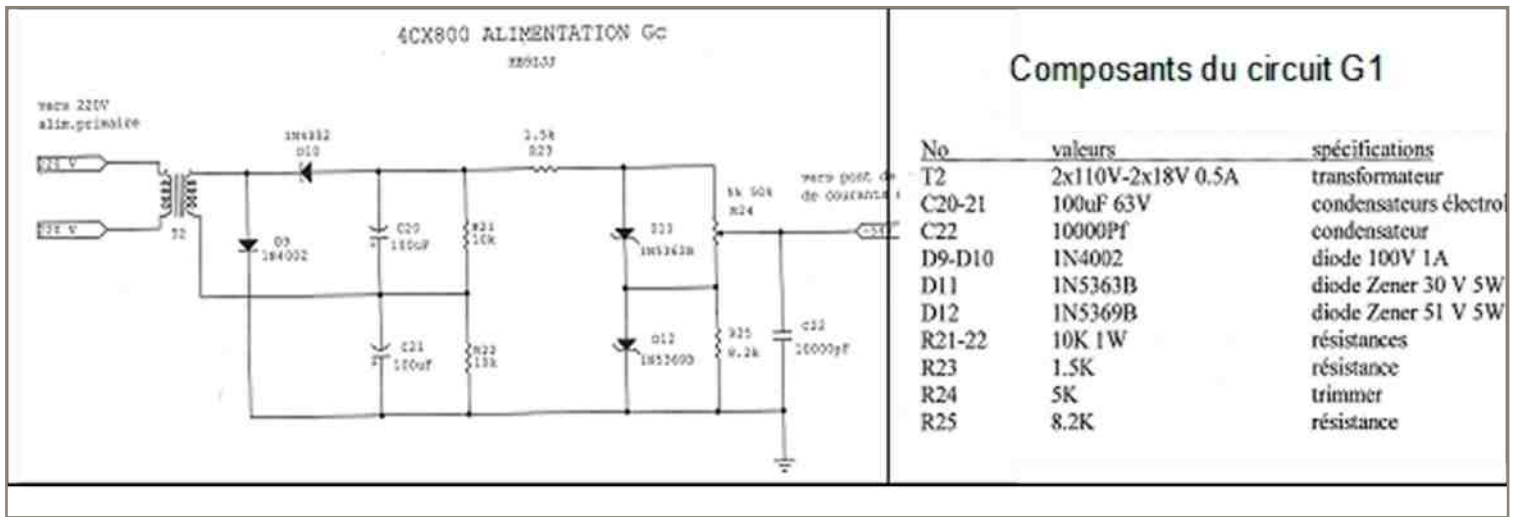 4CX800 ALIMENTATION Gc
vers 220V
alim.primaire
220 V
220 V
1N4002
D10
D9
1N4002
C20
100uF
R21
10k
C21
100uF
R22
10k
1.5k
R23
1N5363B
D12
1N5369B
5k 50%
R24
R25
8.2k
C22
10000pF
vers pont de
de courants
Composants du circuit G1
No valeurs spécifications
T2 2x110V-2x18V 0.5A transformateur
C20-21 100uF 63V condensateurs électrol
C22 10000Pf condensateur
D9-D10 1N4002 diode 100V 1A
D11 1N5363B diode Zener 30 V 5W
D12 1N5369B diode Zener 51 V 5W
R21-22 10K 1W résistances
R23 1.5K résistance
R24 5K trimmer
R25 8.2K résistance